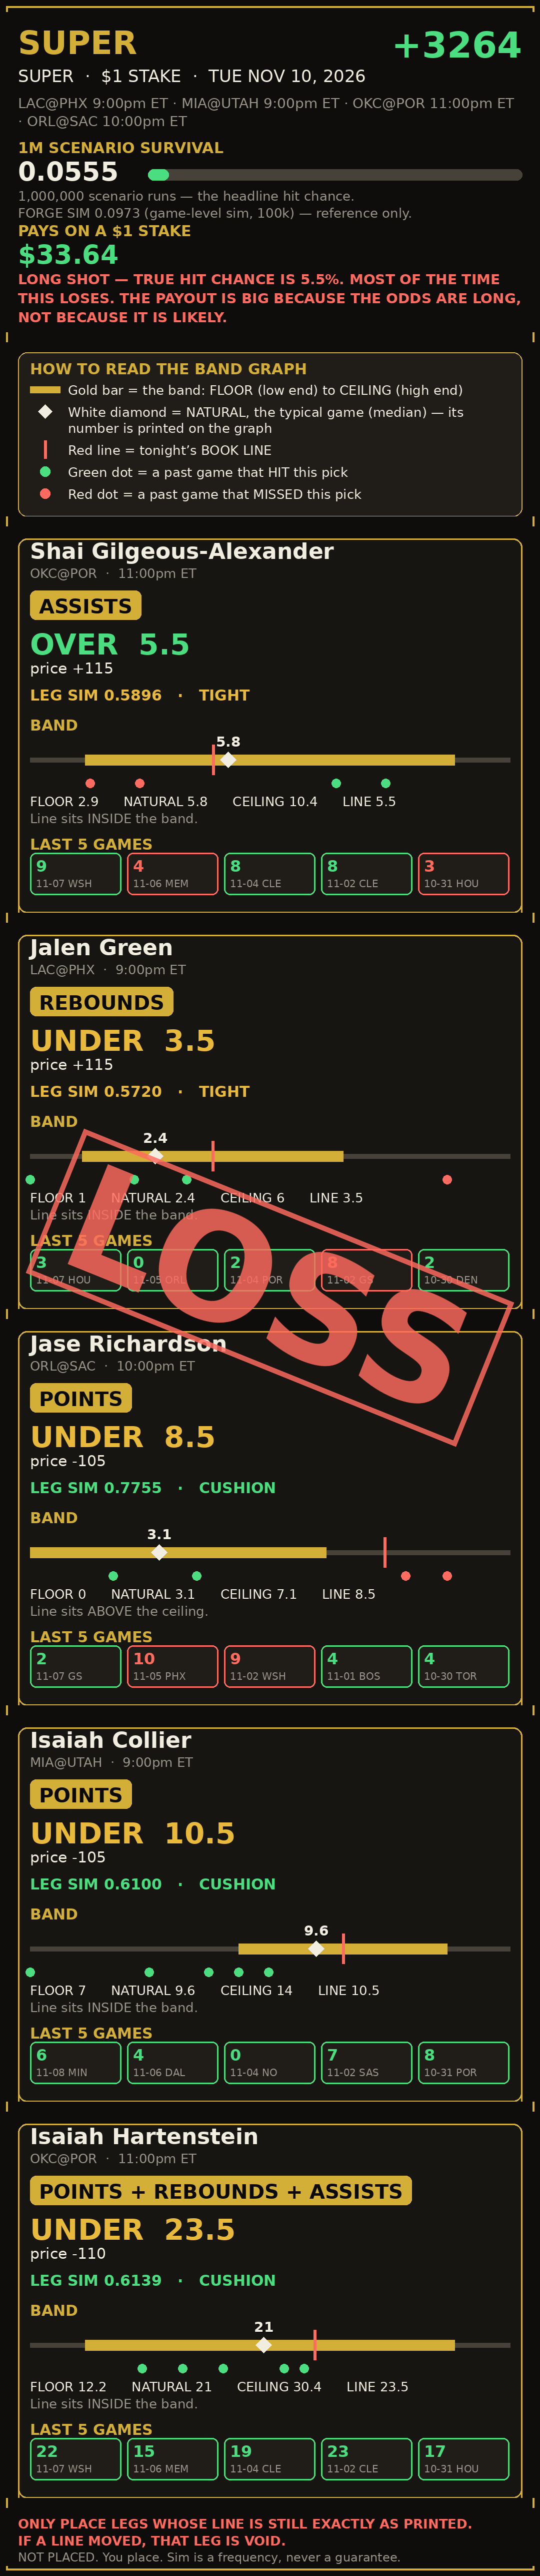 SUPER
+3264
SUPER · $1 STAKE · TUE NOV 10, 2026
LAC@PHX 9:00pm ET · MIA@UTAH 9:00pm ET · OKC@POR 11:00pm ET
· ORL@SAC 10:00pm ET
1M SCENARIO SURVIVAL
0.0555
1,000,000 scenario runs — the headline hit chance.
FORGE SIM 0.0973 (game-level sim, 100k) — reference only.
PAYS ON A $1 STAKE
$33.64
LONG SHOT — TRUE HIT CHANCE IS 5.5%. MOST OF THE TIME
THIS LOSES. THE PAYOUT IS BIG BECAUSE THE ODDS ARE LONG,
NOT BECAUSE IT IS LIKELY.
HOW TO READ THE BAND GRAPH
Gold bar = the band: FLOOR (low end) to CEILING (high end)
White diamond = NATURAL, the typical game (median) — its
number is printed on the graph
Red line = tonight's BOOK LINE
Green dot = a past game that HIT this pick
Red dot = a past game that MISSED this pick
Shai Gilgeous-Alexander
OKC@POR · 11:00pm ET
ASSISTS
OVER 5.5
price +115
LEG SIM 0.5896 · TIGHT
BAND
5.8
FLOOR 2.9 NATURAL 5.8 CEILING 10.4 LINE 5.5
Line sits INSIDE the band.
LAST 5 GAMES
9 4 8 8 3
11-07 WSH 11-06 MEM 11-04 CLE 11-02 CLE 10-31 HOU
Jalen Green
LAC@PHX · 9:00pm ET
REBOUNDS
UNDER 3.5
price +115
LEG SIM 0.5720 · TIGHT
BAND
2.4
FLOOR 1 NATURAL 2.4 CEILING 6 LINE 3.5
Line sits INSIDE the band.
LAST 5 GAMES
3 0 2 8 2
11-07 HOU 11-05 ORL 11-04 POR 11-02 GS 10-30 DEN
LOSS
Jase Richardson
ORL@SAC · 10:00pm ET
POINTS
UNDER 8.5
price -105
LEG SIM 0.7755 · CUSHION
BAND
3.1
FLOOR 0 NATURAL 3.1 CEILING 7.1 LINE 8.5
Line sits ABOVE the ceiling.
LAST 5 GAMES
2 10 9 4 4
11-07 GS 11-05 PHX 11-02 WSH 11-01 BOS 10-30 TOR
Isaiah Collier
MIA@UTAH · 9:00pm ET
POINTS
UNDER 10.5
price -105
LEG SIM 0.6100 · CUSHION
BAND
9.6
FLOOR 7 NATURAL 9.6 CEILING 14 LINE 10.5
Line sits INSIDE the band.
LAST 5 GAMES
6 4 0 7 8
11-08 MIN 11-06 DAL 11-04 NO 11-02 SAS 10-31 POR
Isaiah Hartenstein
OKC@POR · 11:00pm ET
POINTS + REBOUNDS + ASSISTS
UNDER 23.5
price -110
LEG SIM 0.6139 · CUSHION
BAND
21
FLOOR 12.2 NATURAL 21 CEILING 30.4 LINE 23.5
Line sits INSIDE the band.
LAST 5 GAMES
22 15 19 23 17
11-07 WSH 11-06 MEM 11-04 CLE 11-02 CLE 10-31 HOU
ONLY PLACE LEGS WHOSE LINE IS STILL EXACTLY AS PRINTED.
IF A LINE MOVED, THAT LEG IS VOID.
NOT PLACED. You place. Sim is a frequency, never a guarantee.